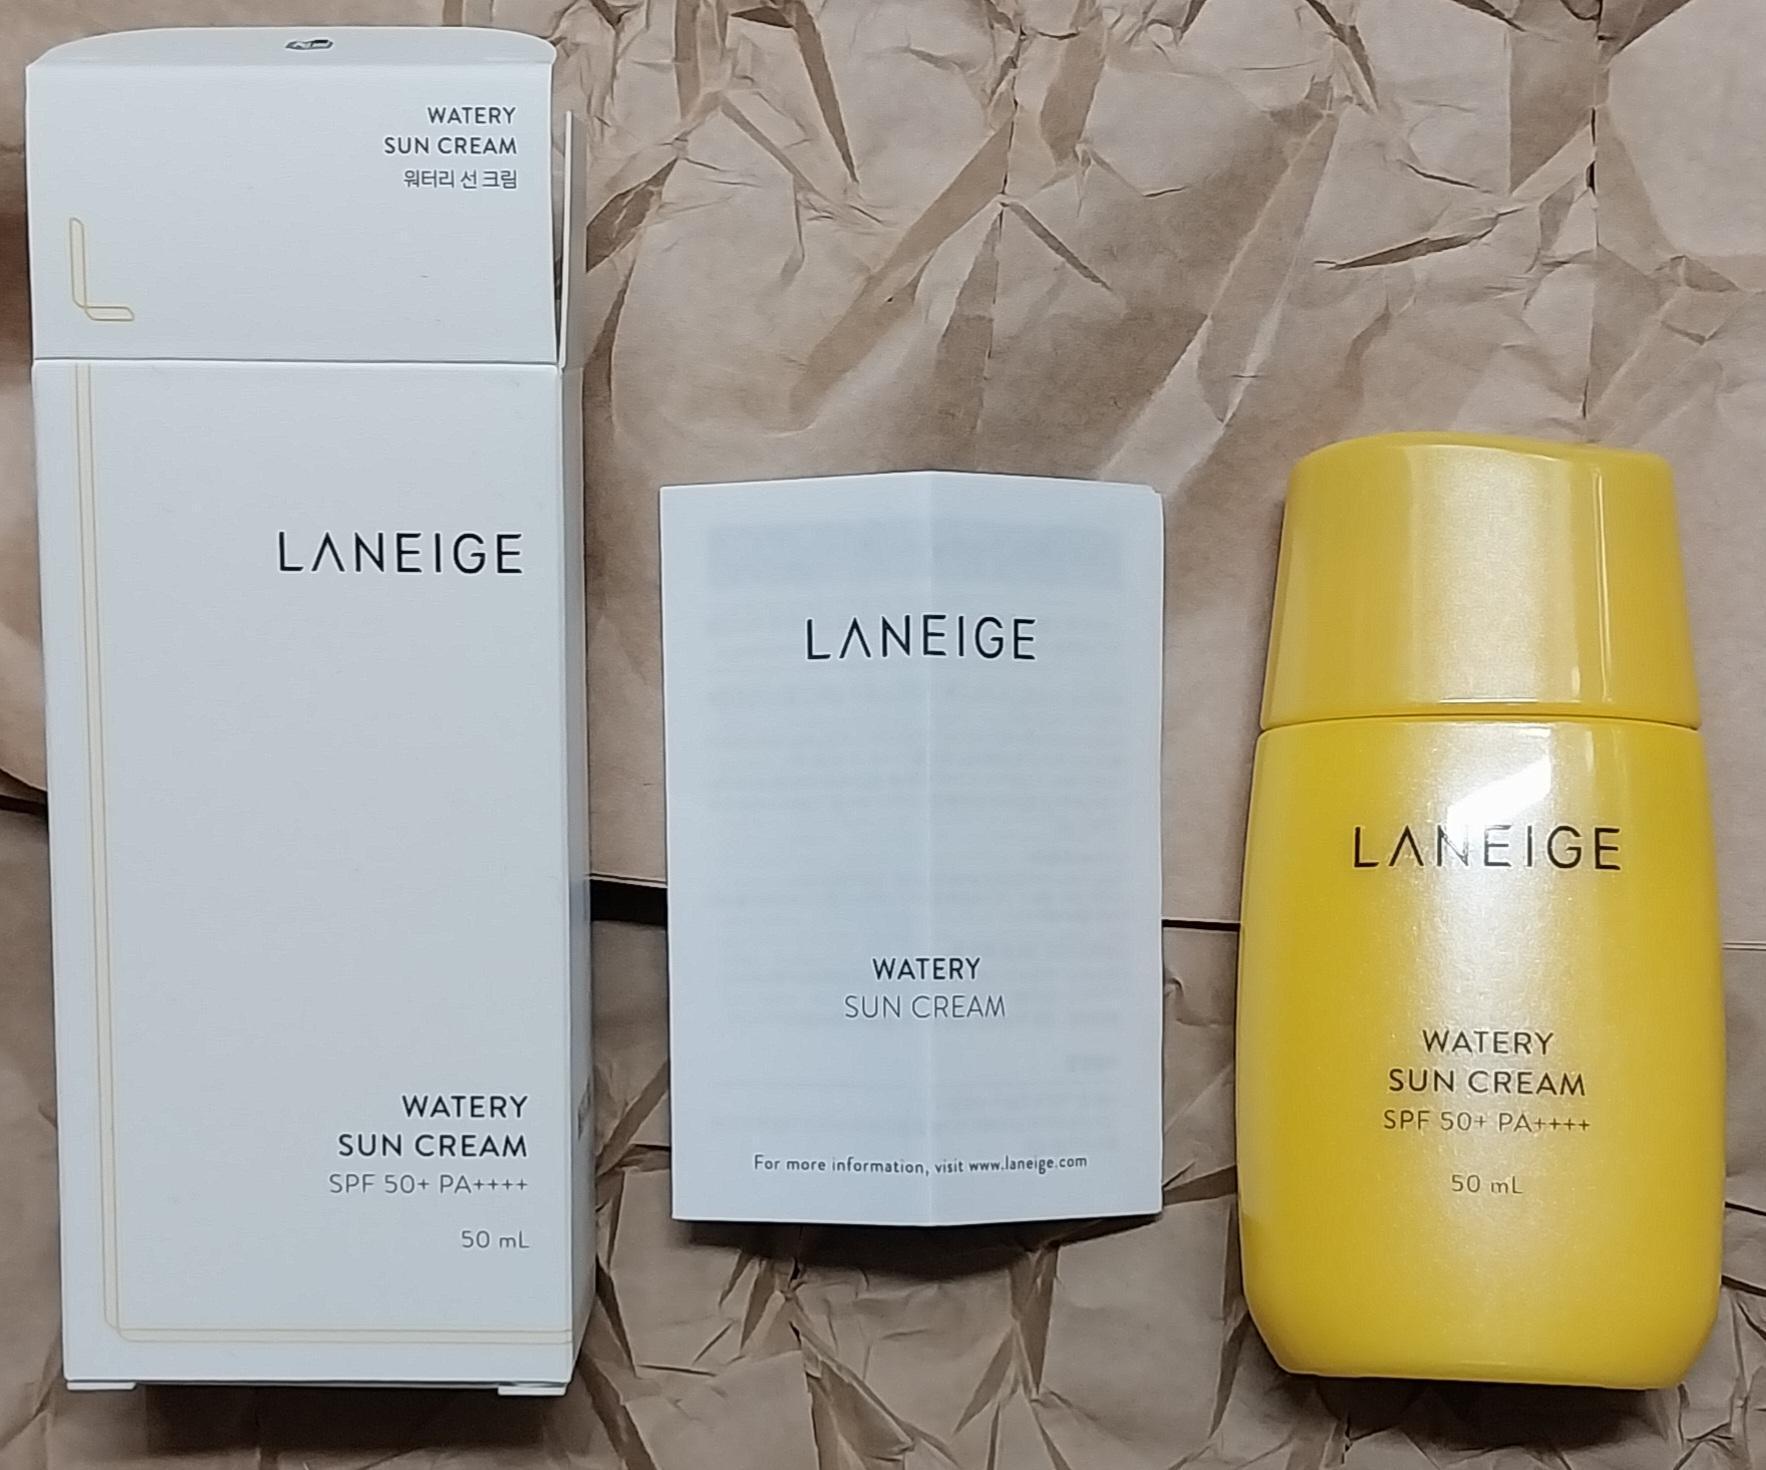 WATERY
SUN CREAM
워터리 선 크림
LANEIGE
WATERY
SUN CREAM
SPF 50+ PA++++
50 mL
LANEIGE
WATERY
SUN CREAM
For more information, visit www.laneige.com
LANEIGE
WATERY
SUN CREAM
SPF 50+ PA++++
50 mL